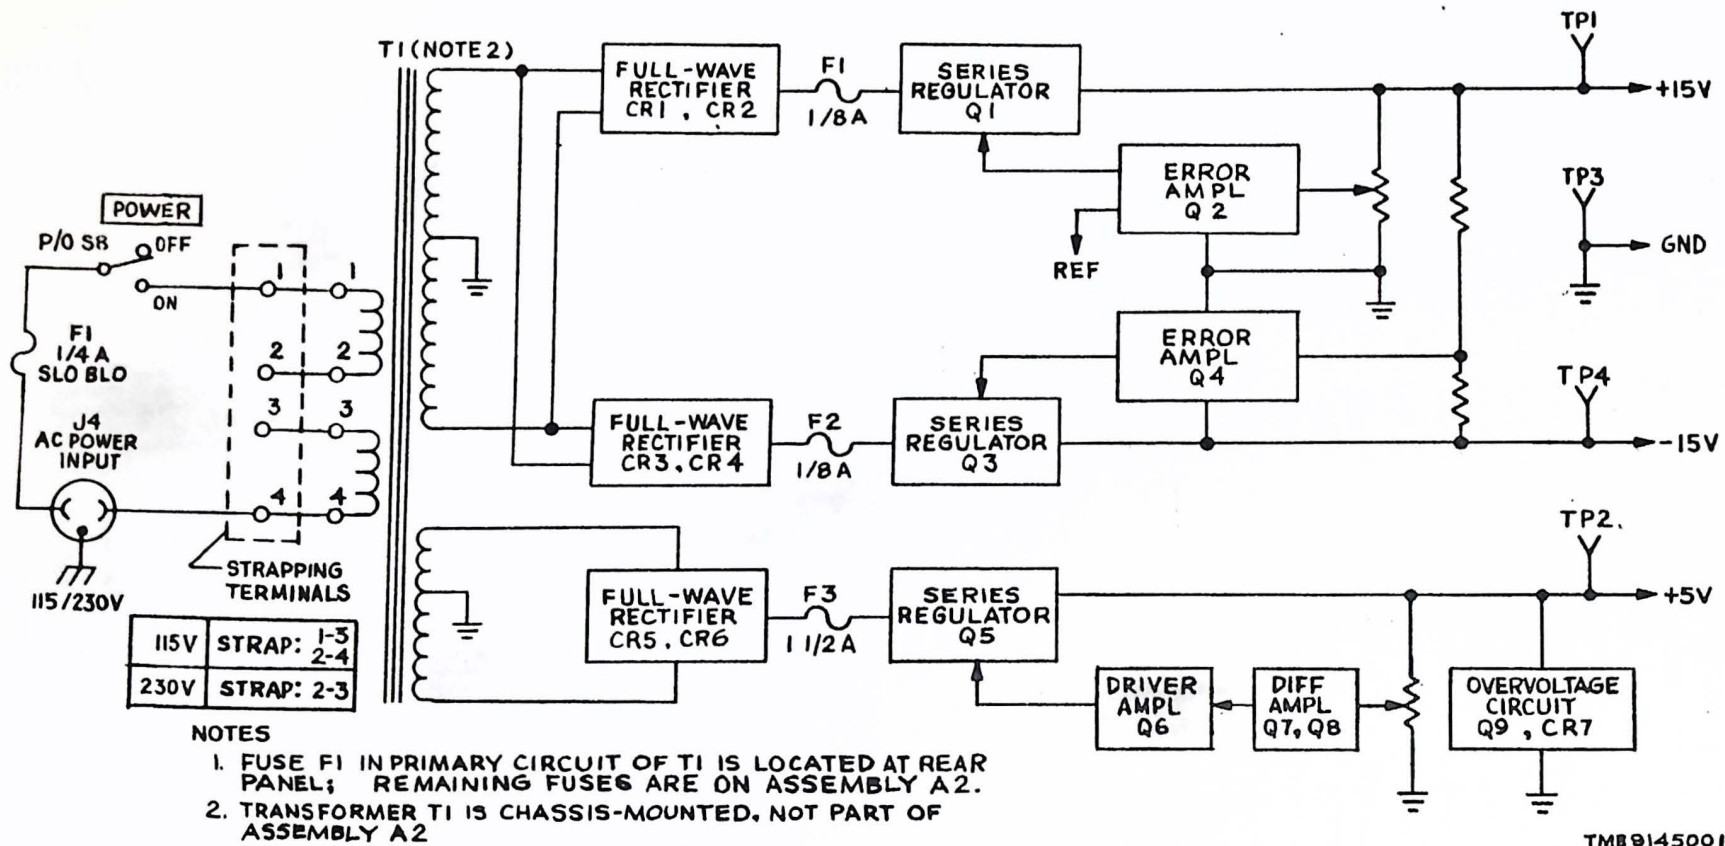 T1 (NOTE 2)
FULL-WAVE
RECTIFIER
CR1, CR2
F1
1/8A
SERIES
REGULATOR
Q1
TP1
+15V
ERROR
AMPL
Q2
REF
TP3
GND
POWER
P/O S8
OFF
ON
1
1
2
2
3
3
4
4
F1
1/4 A
SLO BLO
J4
AC POWER
INPUT
115/230V
STRAPPING
TERMINALS
115V STRAP: 1-3
2-4
230V STRAP: 2-3
ERROR
AMPL
Q4
FULL-WAVE
RECTIFIER
CR3, CR4
F2
1/8A
SERIES
REGULATOR
Q3
TP4
-15V
FULL-WAVE
RECTIFIER
CR5, CR6
F3
1 1/2 A
SERIES
REGULATOR
Q5
TP2.
+5V
DRIVER
AMPL
Q6
DIFF
AMPL
Q7, Q8
OVERVOLTAGE
CIRCUIT
Q9, CR7
NOTES
1. FUSE F1 IN PRIMARY CIRCUIT OF T1 IS LOCATED AT REAR
PANEL; REMAINING FUSES ARE ON ASSEMBLY A2.
2. TRANSFORMER T1 IS CHASSIS-MOUNTED, NOT PART OF
ASSEMBLY A2
TM89145001